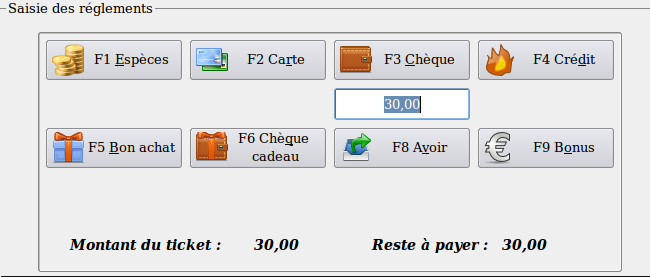 Saisie des réglements
F1 Espèces
F2 Carte
F3 Chèque
F4 Crédit
30,00
F5 Bon achat
F6 Chèque
cadeau
F8 Avoir
F9 Bonus
Montant du ticket : 30,00 Reste à payer : 30,00